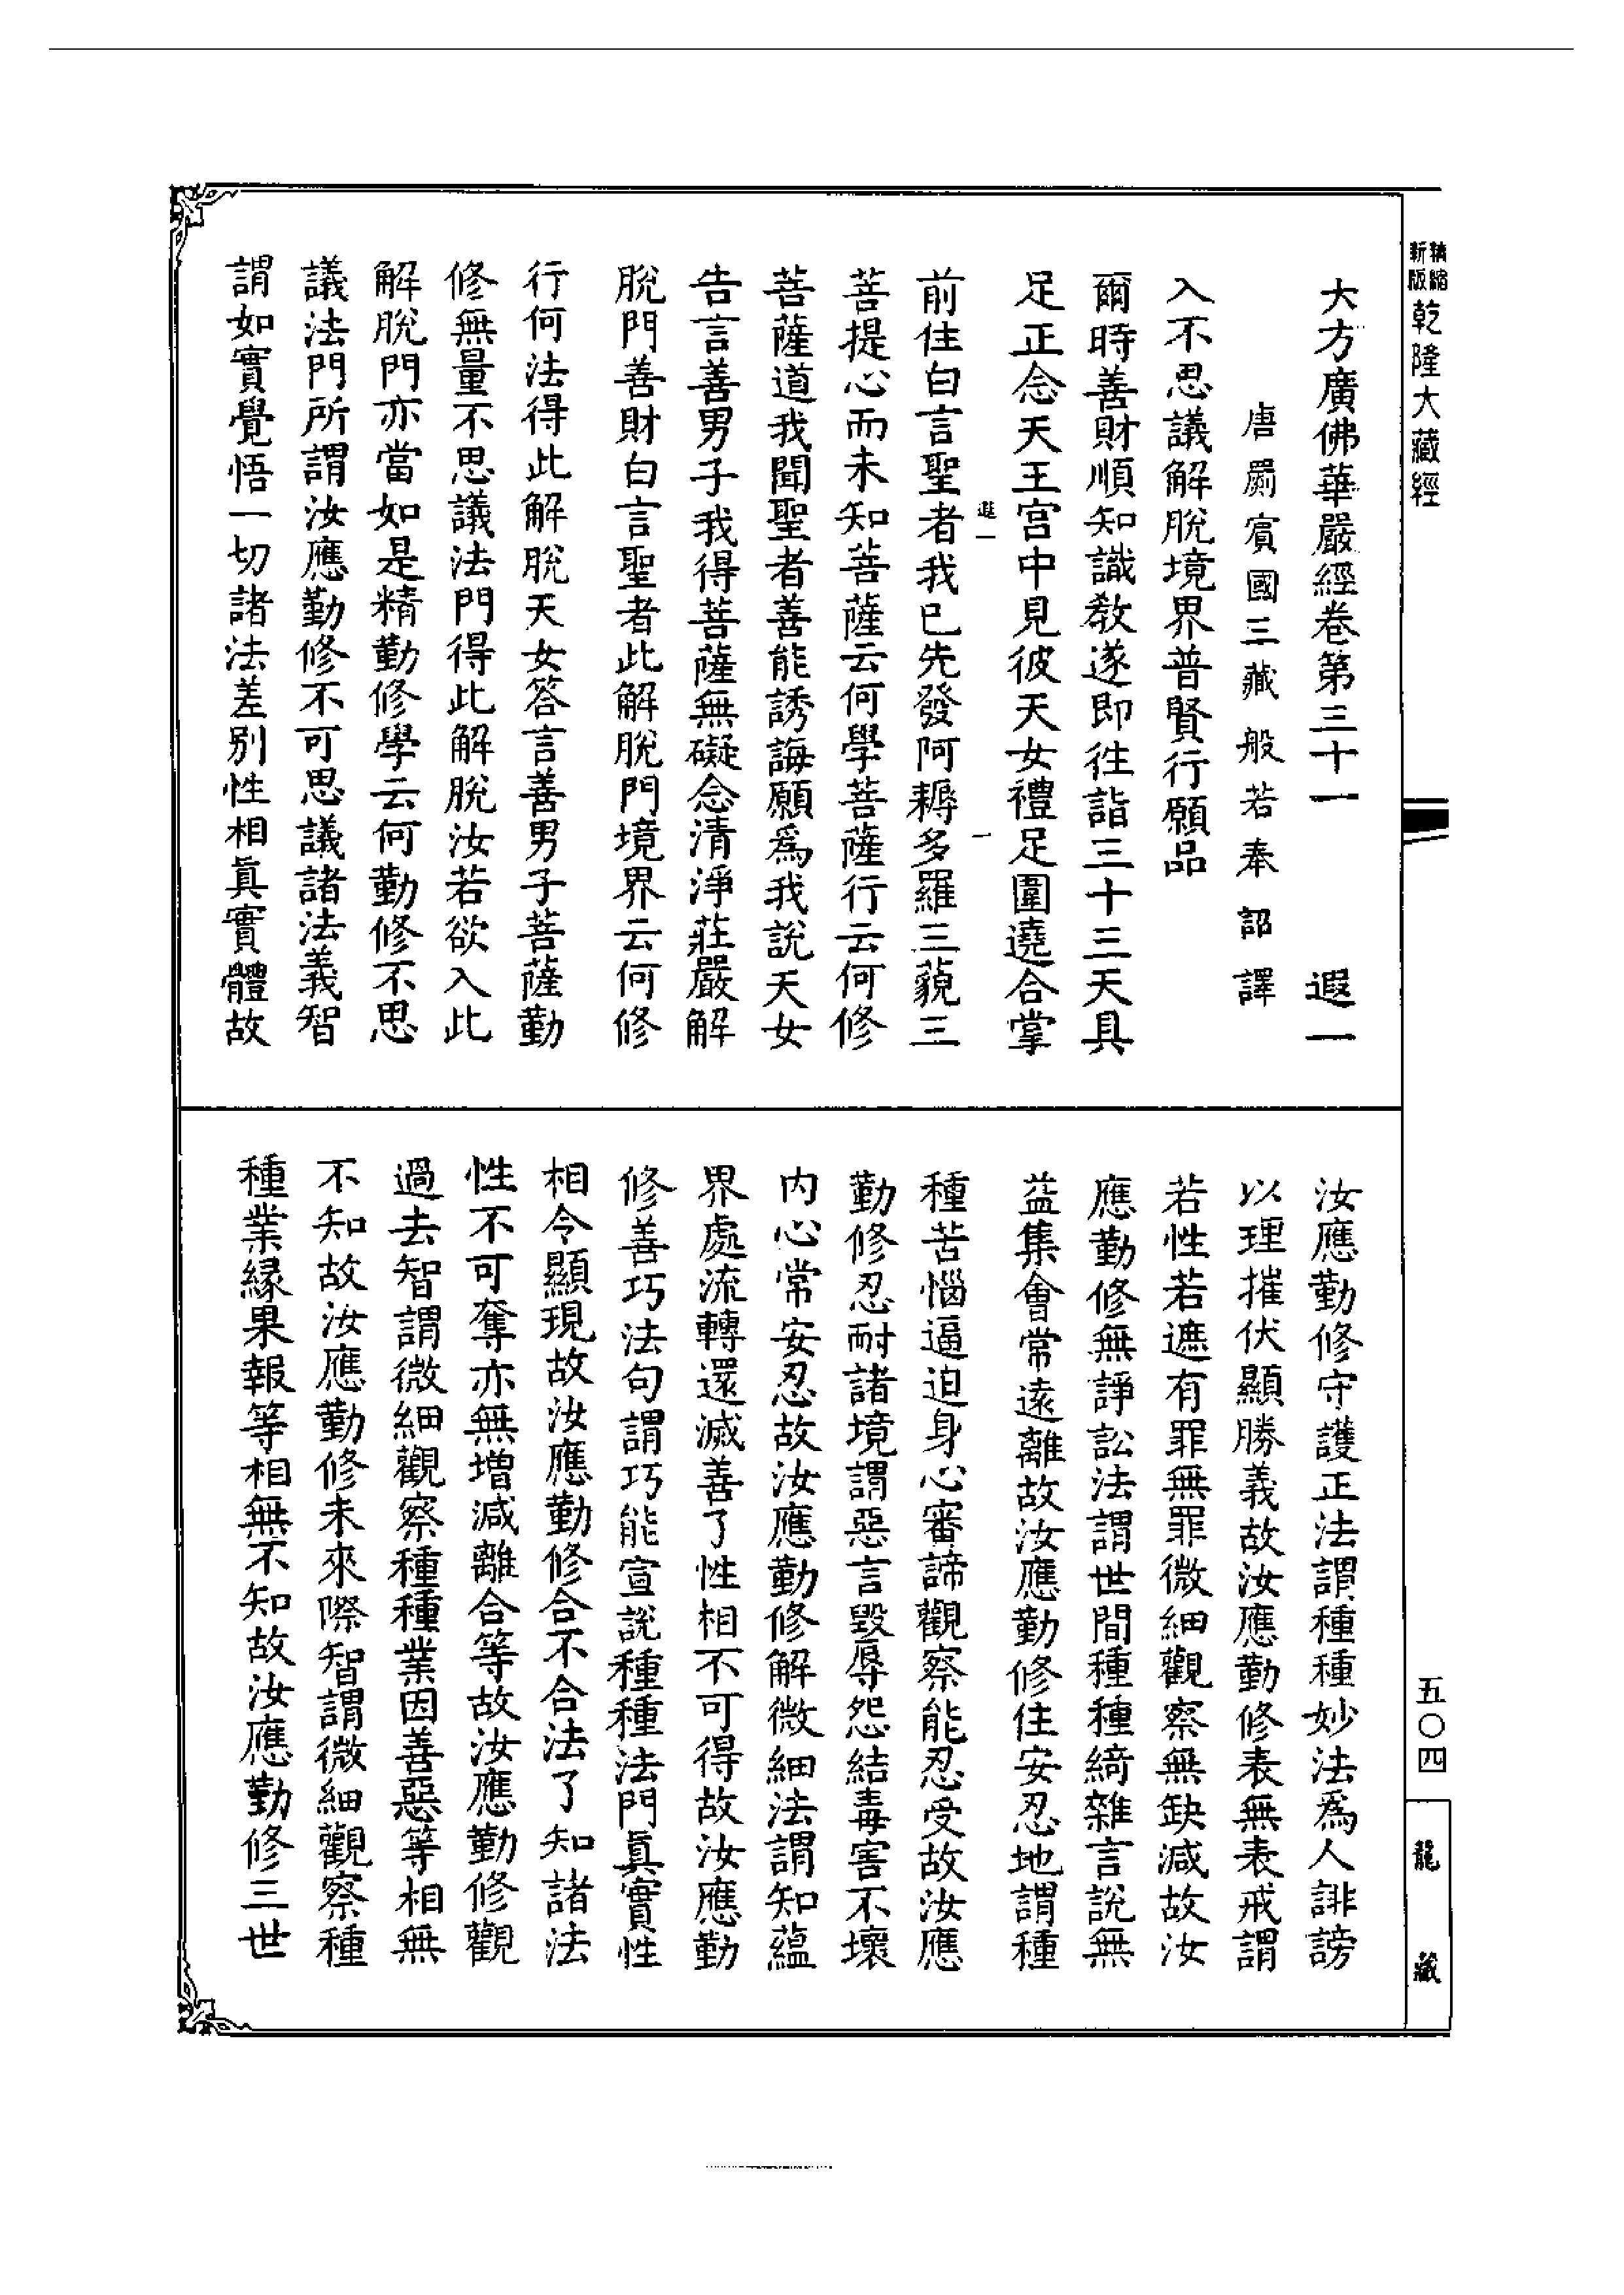 精縮新版乾隆大藏經
大方廣佛華嚴經卷第三十一 遐一
唐罽賓國三藏般若奉詔譯
入不思議解脫境界普賢行願品
爾時善財順知識教遂即往詣三十三天具
足正念天王宮中見彼天女禮足圍遶合掌
遐一 一
前住白言聖者我已先發阿耨多羅三藐三
菩提心而未知菩薩云何學菩薩行云何修
菩薩道我聞聖者善能誘誨願為我說天女
告言善男子我得菩薩無礙念清淨莊嚴解
脫門善財白言聖者此解脫門境界云何修
行何法得此解脫天女答言善男子菩薩勤
修無量不思議法門得此解脫汝若欲入此
解脫門亦當如是精勤修學云何勤修不思
議法門所謂汝應勤修不可思議諸法義智
謂如實覺悟一切諸法差別性相真實體故
汝應勤修守護正法謂種種妙法為人誹謗
以理摧伏顯勝義故汝應勤修表無表戒謂
若性若遮有罪無罪微細觀察無缺減故汝
應勤修無諍訟法謂世間種種綺雜言說無
益集會常遠離故汝應勤修住安忍地謂種
種苦惱逼迫身心審諦觀察能忍受故汝應
勤修忍耐諸境謂惡言毀辱怨結毒害不壞
內心常安忍故汝應勤修解微細法謂知蘊
界處流轉還滅善了性相不可得故汝應勤
修善巧法句謂巧能宣說種種法門真實性
相令顯現故汝應勤修合不合法了知諸法
性不可奪亦無增減離合等故汝應勤修觀
過去智謂微細觀察種種業因善惡等相無
不知故汝應勤修未來際智謂微細觀察種
種業緣果報等相無不知故汝應勤修三世
五〇四
龍藏